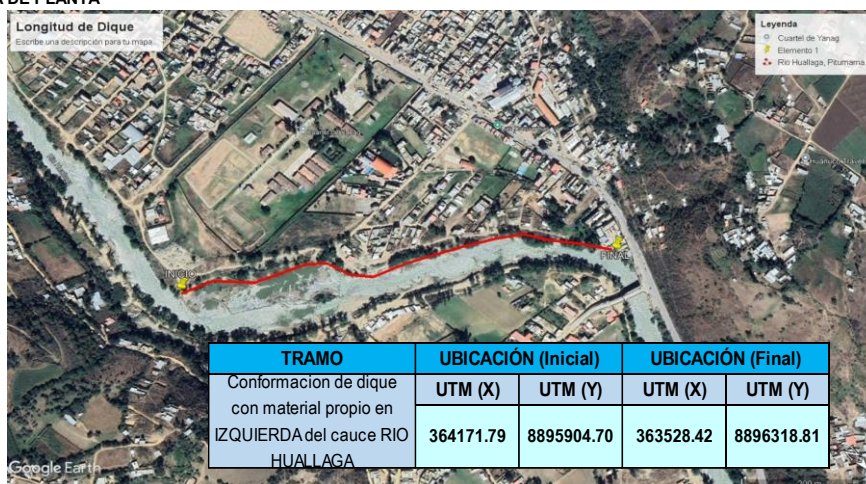 A DE PLANTA
Longitud de Dique
Escribe una descripción para tu mapa.
Leyenda
Cuartel de Yanag
Elemento 1
Rio Huallaga, Pitumama
INICIO
FINAL
TRAMO UBICACIÓN (Inicial) UBICACIÓN (Final)
Conformacion de dique
con material propio en
IZQUIERDA del cauce RIO
HUALLAGA
UTM (X) UTM (Y) UTM (X) UTM (Y)
364171.79 8895904.70 363528.42 8896318.81
Google Earth